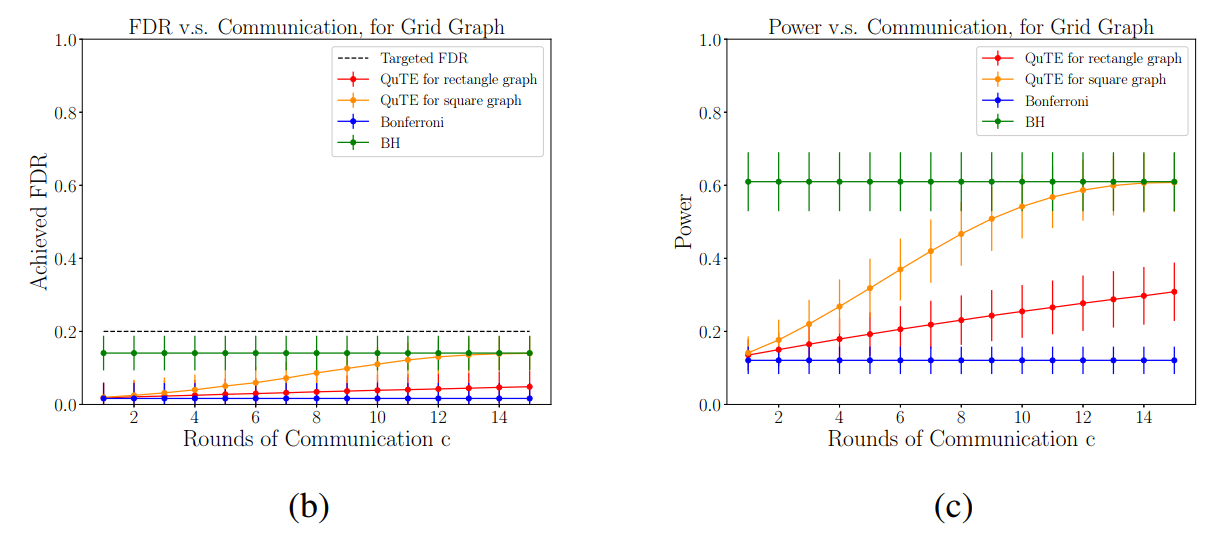 FDR v.s. Communication, for Grid Graph
1.0
0.8
0.6
0.4
0.2
0.0
Achieved FDR
Targeted FDR
QuTE for rectangle graph
QuTE for square graph
Bonferroni
BH
2 4 6 8 10 12 14
Rounds of Communication c
(b)
Power v.s. Communication, for Grid Graph
1.0
0.8
0.6
0.4
0.2
0.0
Power
QuTE for rectangle graph
QuTE for square graph
Bonferroni
BH
2 4 6 8 10 12 14
Rounds of Communication c
(c)